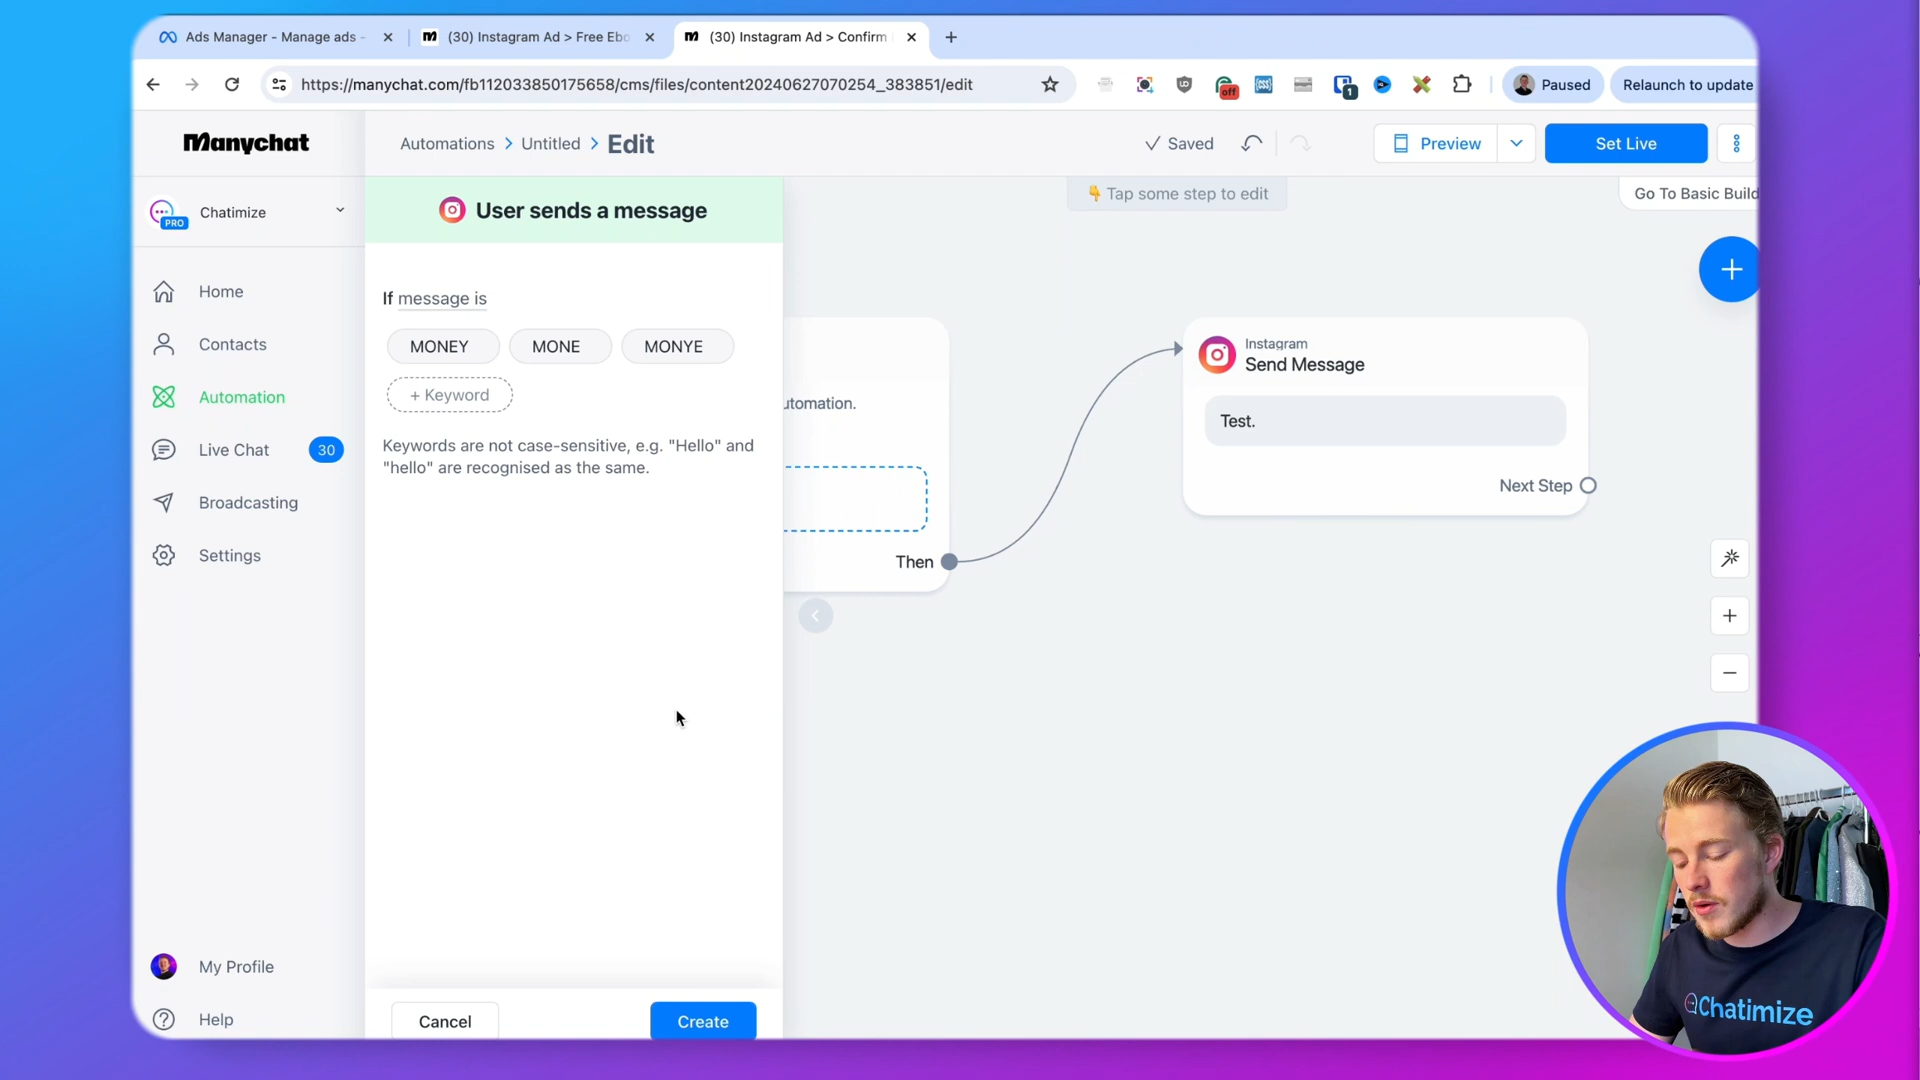 Ads Manager - Manage ads -
(30) Instagram Ad > Free Ebo
(30) Instagram Ad > Confirm
https://manychat.com/fb112033850175658/cms/files/content20240627070254_383851/edit
off
1
Paused
Relaunch to update
Manychat
Automations > Untitled > Edit
Saved
Preview
Set Live
PRO
Chatimize
User sends a message
👇 Tap some step to edit
Go To Basic Build
Home
Contacts
Automation
Live Chat
30
Broadcasting
Settings
My Profile
Help
If message is
MONEY
MONE
MONYE
+ Keyword
Keywords are not case-sensitive, e.g. "Hello" and
"hello" are recognised as the same.
Cancel
Create
utomation.
Then
Instagram
Send Message
Test.
Next Step
Chatimize